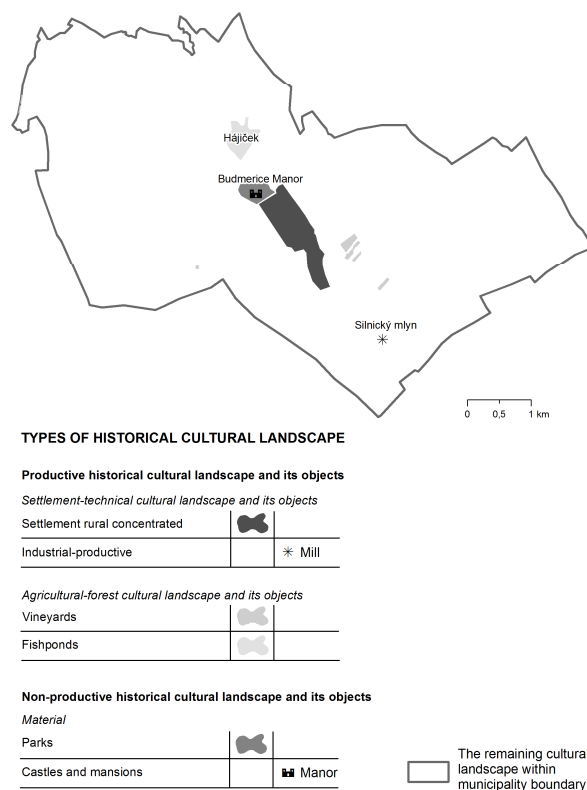 Hájiček
Budmerice Manor
Silnický mlyn
0 0,5 1 km
TYPES OF HISTORICAL CULTURAL LANDSCAPE
Productive historical cultural landscape and its objects
Settlement-technical cultural landscape and its objects
Settlement rural concentrated
Industrial-productive
Mill
Agricultural-forest cultural landscape and its objects
Vineyards
Fishponds
Non-productive historical cultural landscape and its objects
Material
Parks
Castles and mansions
Manor
The remaining cultural
landscape within
municipality boundary